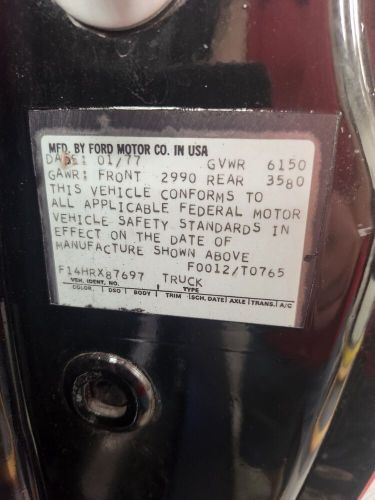 MFD. BY FORD MOTOR CO. IN USA
DATE: 01/77 GVWR 6150
GAWR: FRONT 2990 REAR 3580
THIS VEHICLE CONFORMS TO
ALL APPLICABLE FEDERAL MOTOR
VEHICLE SAFETY STANDARDS IN
EFFECT ON THE DATE OF
MANUFACTURE SHOWN ABOVE
F0012/T0765
F14HRX87697 TRUCK
VEH. IDENT. NO. TYPE
COLOR DSO BODY TRIM SCH. DATE AXLE TRANS. A/C